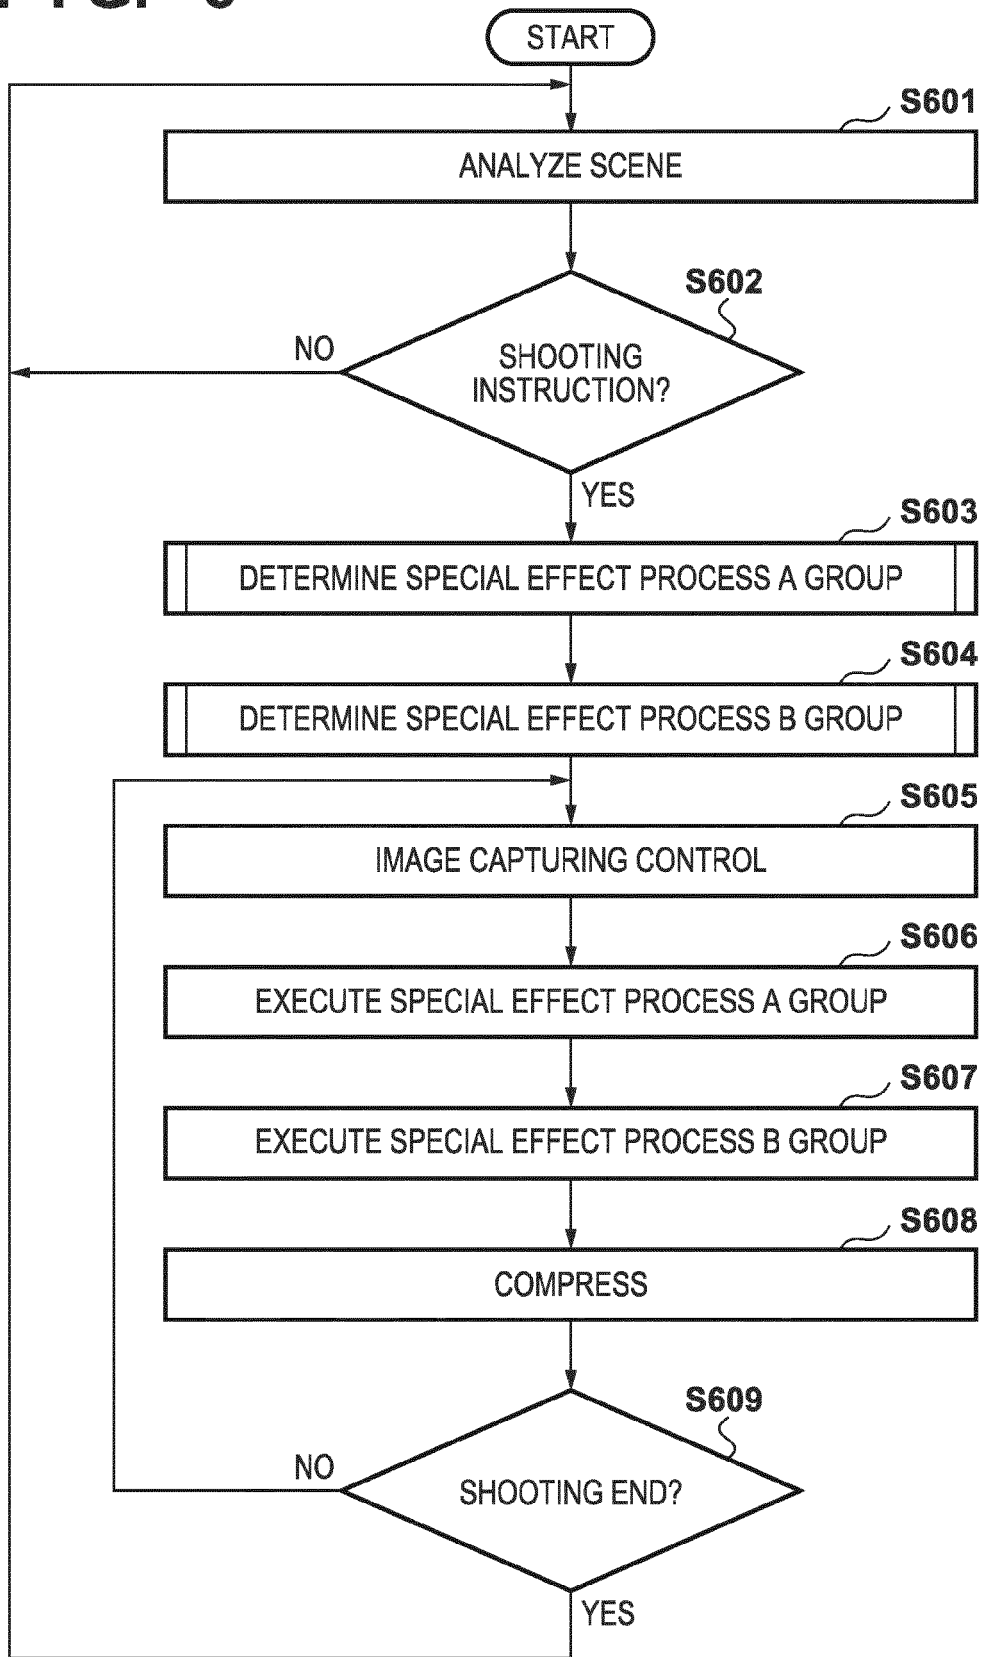 START
S601
ANALYZE SCENE
S602
NO
SHOOTING
INSTRUCTION?
YES
S603
DETERMINE SPECIAL EFFECT PROCESS A GROUP
S604
DETERMINE SPECIAL EFFECT PROCESS B GROUP
S605
IMAGE CAPTURING CONTROL
S606
EXECUTE SPECIAL EFFECT PROCESS A GROUP
S607
EXECUTE SPECIAL EFFECT PROCESS B GROUP
S608
COMPRESS
S609
NO
SHOOTING END?
YES